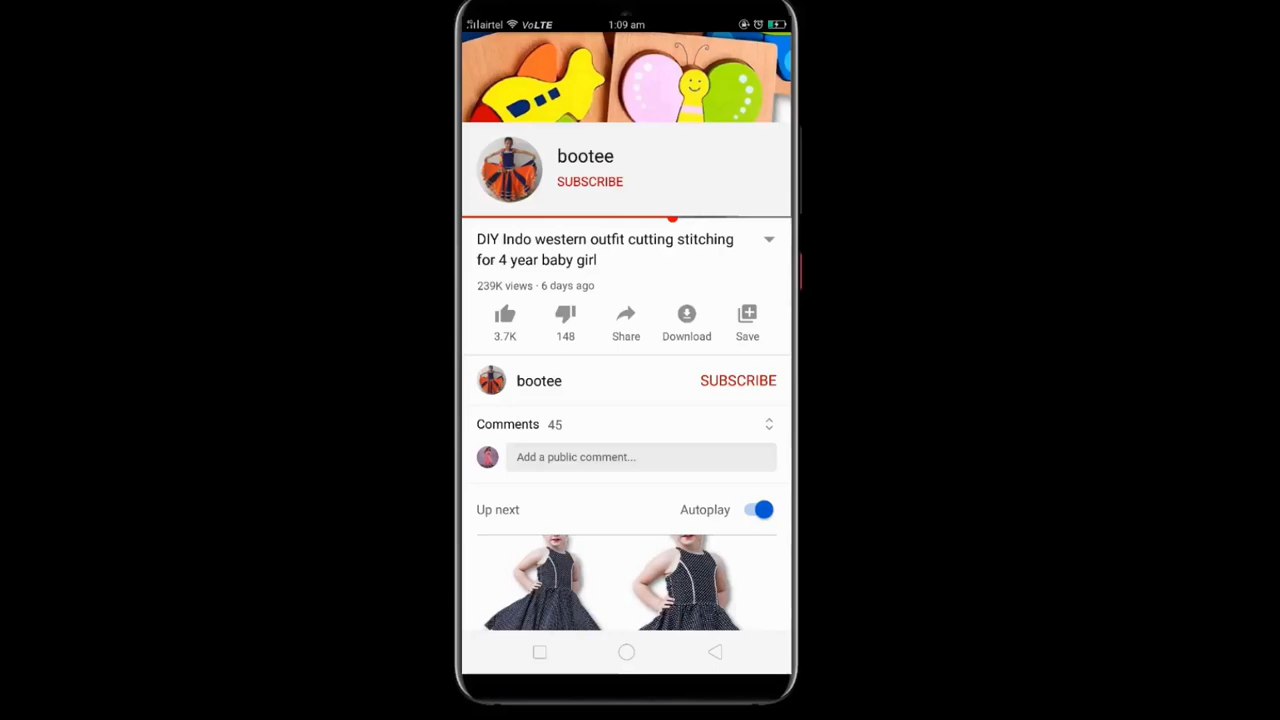 airtel VoLTE 1:09 am
bootee
SUBSCRIBE
DIY Indo western outfit cutting stitching
for 4 year baby girl
239K views · 6 days ago
3.7K 148 Share Download Save
bootee SUBSCRIBE
Comments 45
Add a public comment...
Up next Autoplay